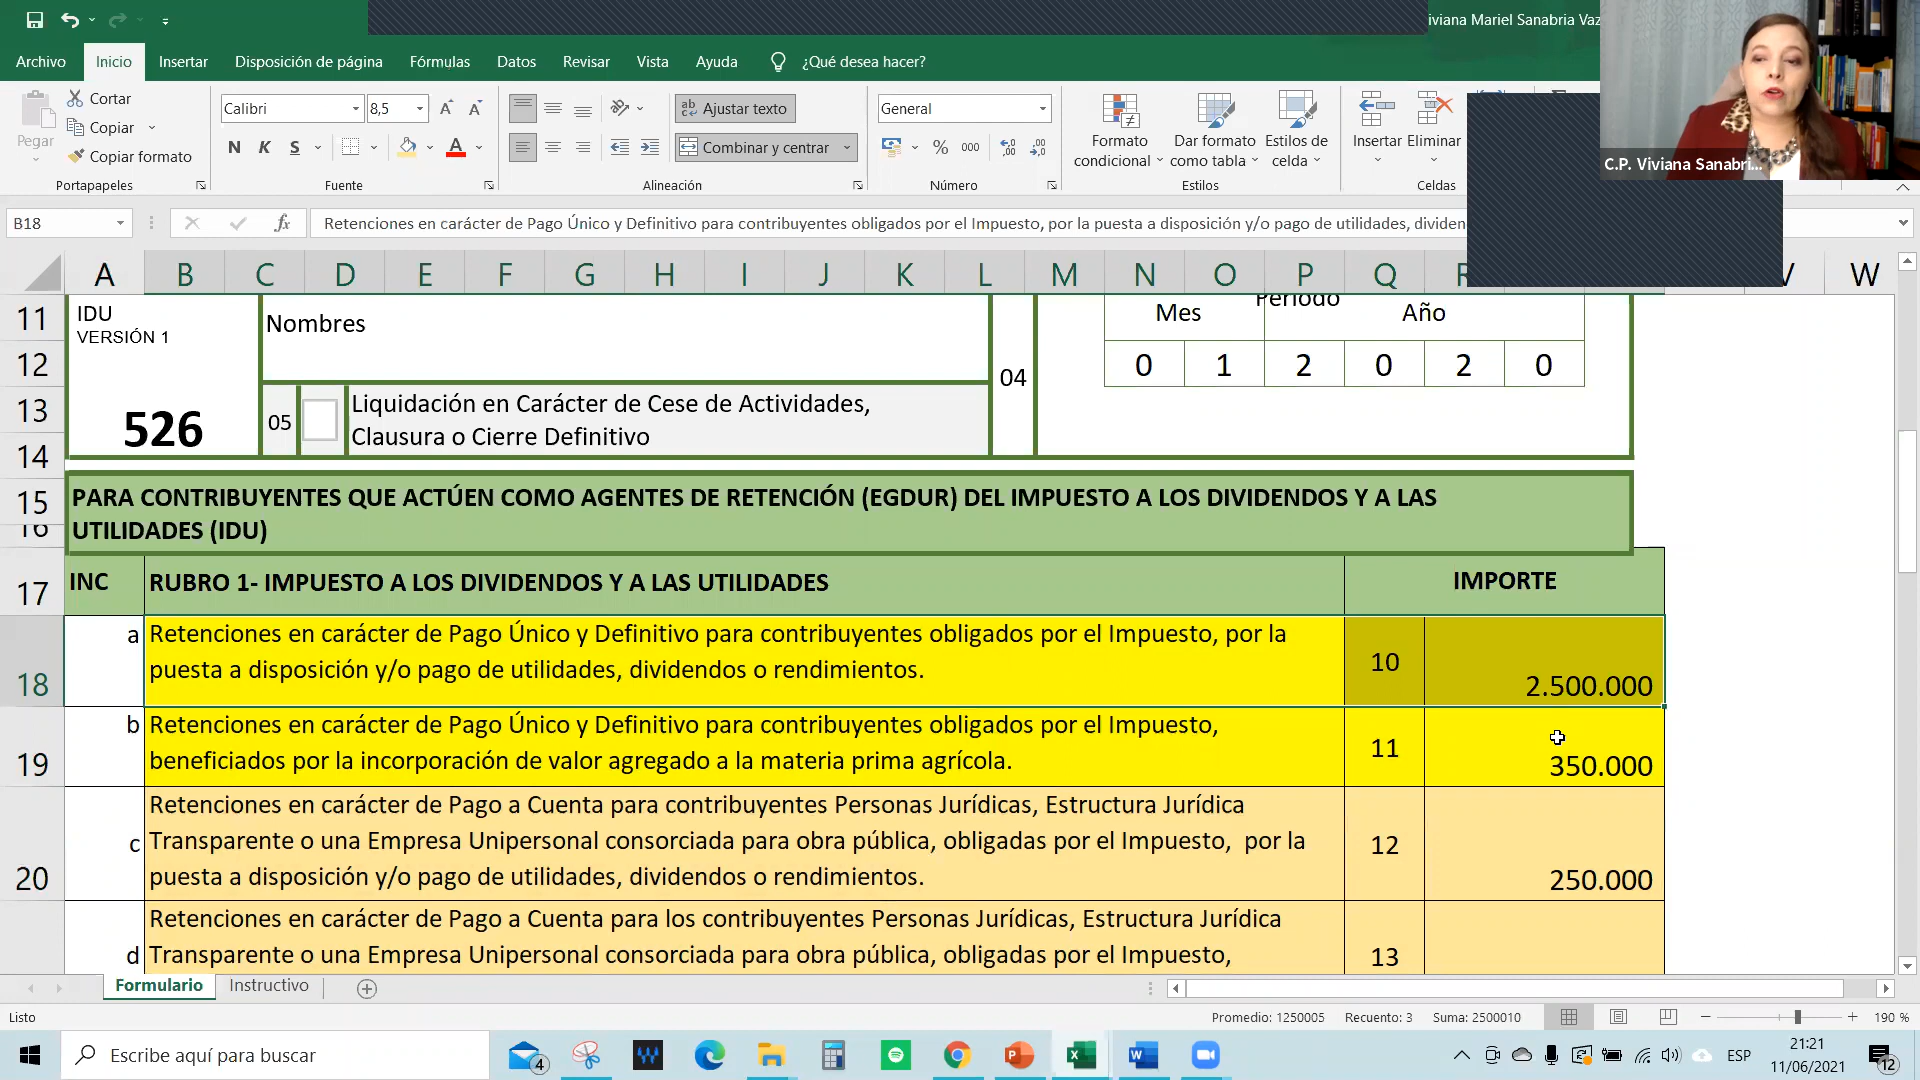 iviana Mariel Sanabria Vaz
Archivo Inicio Insertar Disposición de página Fórmulas Datos Revisar Vista Ayuda ¿Qué desea hacer?
Pegar
Cortar
Copiar
Copiar formato
Portapapeles
Calibri 8,5
N K S
Fuente
Ajustar texto
Combinar y centrar
Alineación
General
% 000
Número
Formato condicional
Dar formato como tabla
Estilos de celda
Estilos
Insertar Eliminar
Celdas
C.P. Viviana Sanabri...
B18
Retenciones en carácter de Pago Único y Definitivo para contribuyentes obligados por el Impuesto, por la puesta a disposición y/o pago de utilidades, dividen
A B C D E F G H I J K L M N O P Q R V W
11 IDU
VERSIÓN 1
Nombres
Periodo
Mes Año
12 0 1 2 0 2 0
04
13 526 05 Liquidación en Carácter de Cese de Actividades,
Clausura o Cierre Definitivo
14
15 PARA CONTRIBUYENTES QUE ACTÚEN COMO AGENTES DE RETENCIÓN (EGDUR) DEL IMPUESTO A LOS DIVIDENDOS Y A LAS
16 UTILIDADES (IDU)
17 INC RUBRO 1- IMPUESTO A LOS DIVIDENDOS Y A LAS UTILIDADES IMPORTE
18 a Retenciones en carácter de Pago Único y Definitivo para contribuyentes obligados por el Impuesto, por la
puesta a disposición y/o pago de utilidades, dividendos o rendimientos. 10 2.500.000
19 b Retenciones en carácter de Pago Único y Definitivo para contribuyentes obligados por el Impuesto,
beneficiados por la incorporación de valor agregado a la materia prima agrícola. 11 350.000
20 c Retenciones en carácter de Pago a Cuenta para contribuyentes Personas Jurídicas, Estructura Jurídica
Transparente o una Empresa Unipersonal consorciada para obra pública, obligadas por el Impuesto, por la
puesta a disposición y/o pago de utilidades, dividendos o rendimientos. 12 250.000
d Retenciones en carácter de Pago a Cuenta para los contribuyentes Personas Jurídicas, Estructura Jurídica
Transparente o una Empresa Unipersonal consorciada para obra pública, obligadas por el Impuesto, 13
Formulario Instructivo
Listo Promedio: 1250005 Recuento: 3 Suma: 2500010 190 %
Escribe aquí para buscar
4
ESP
21:21
11/06/2021
12